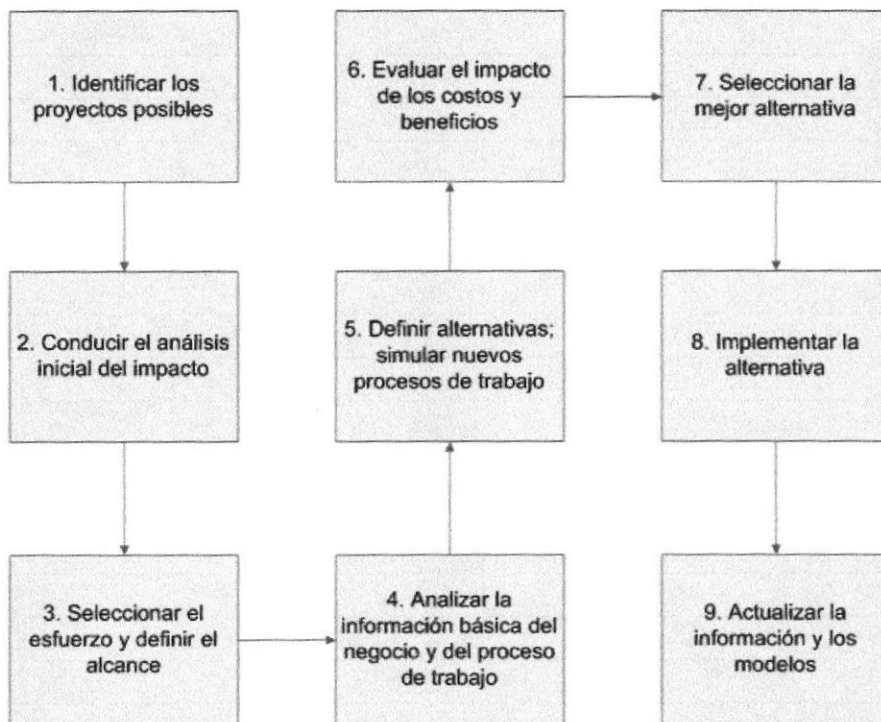 1. Identificar los
proyectos posibles
2. Conducir el análisis
inicial del impacto
3. Seleccionar el
esfuerzo y definir el
alcance
4. Analizar la
información básica del
negocio y del proceso
de trabajo
5. Definir alternativas;
simular nuevos
procesos de trabajo
6. Evaluar el impacto
de los costos y
beneficios
7. Seleccionar la
mejor alternativa
8. Implementar la
alternativa
9. Actualizar la
información y los
modelos